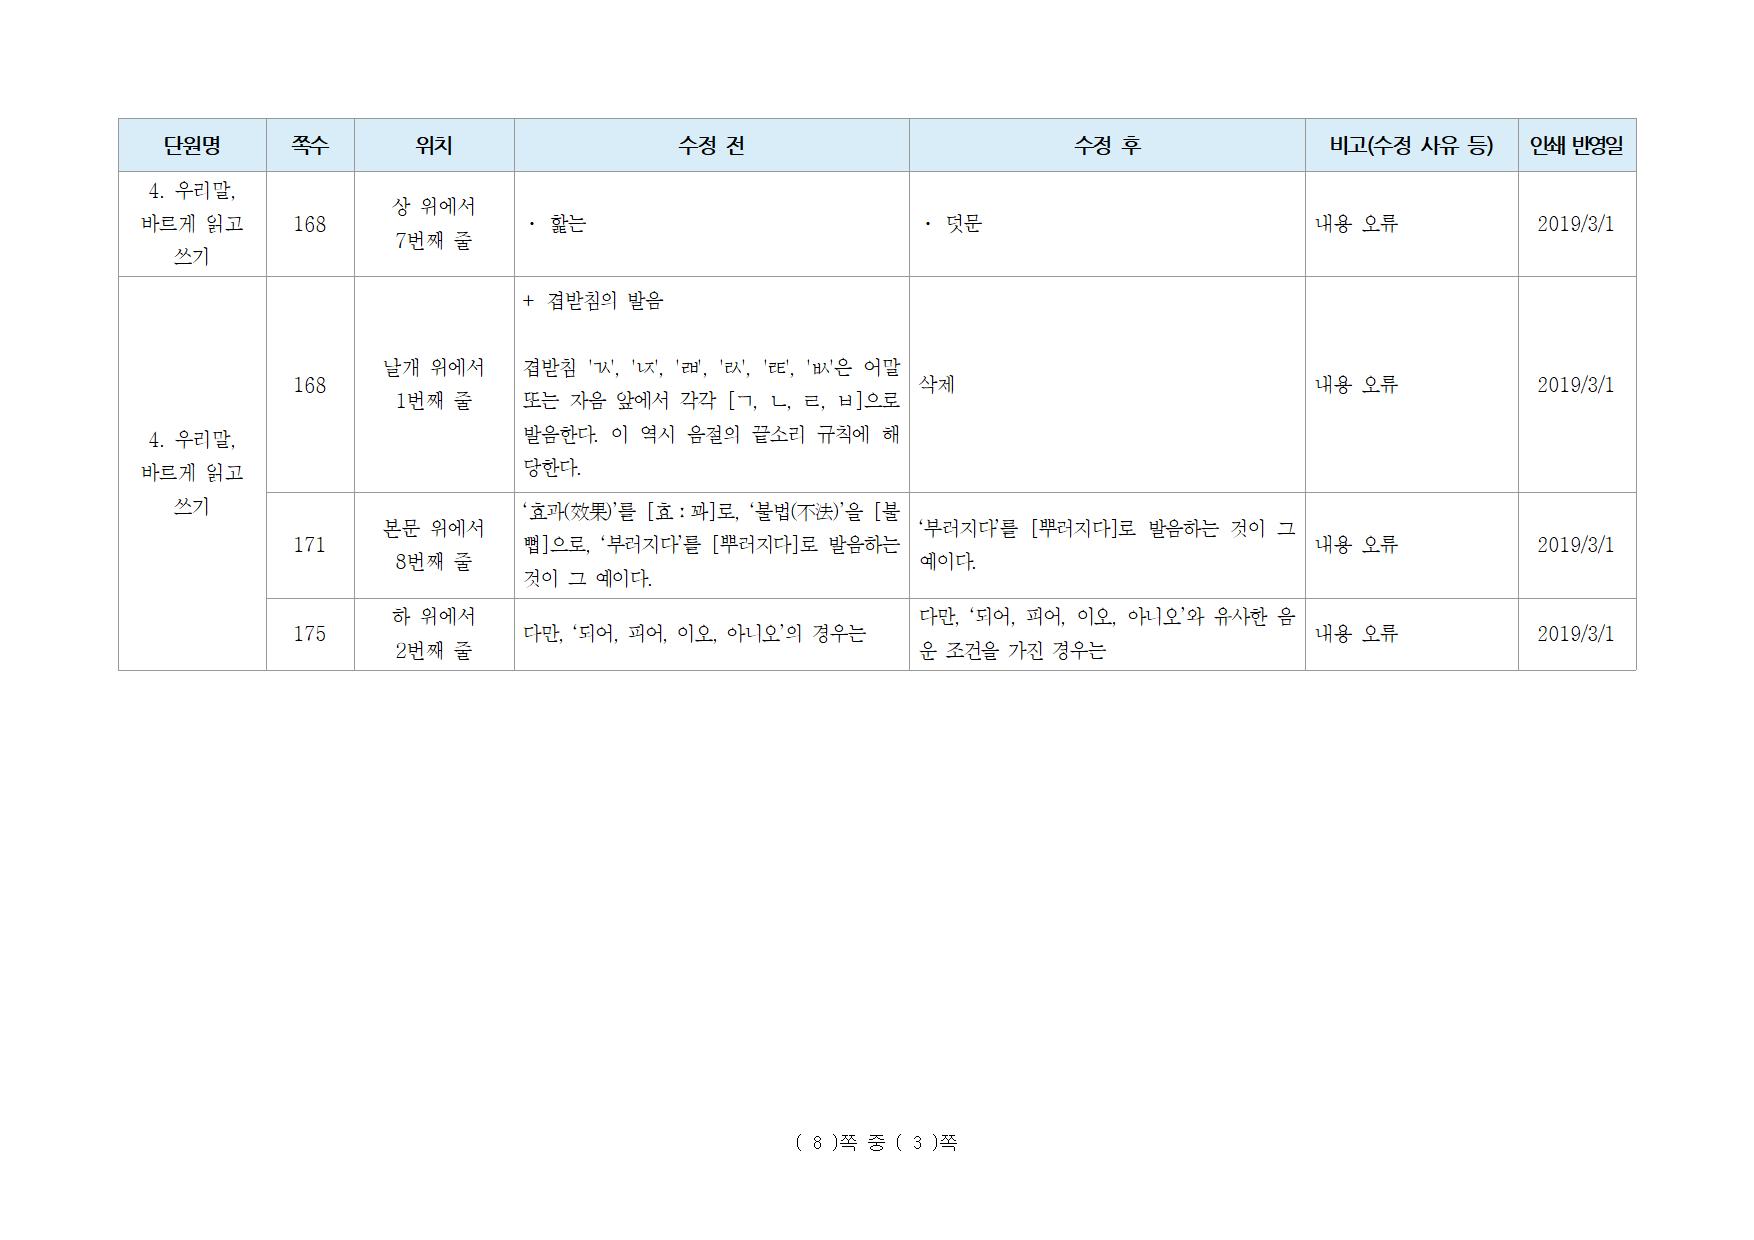 단원명 쪽수 위치 수정 전 수정 후 비고(수정 사유 등) 인쇄 반영일
4. 우리말,
바르게 읽고
쓰기
168
상 위에서
7번째 줄
· 핥는
· 덧문
내용 오류
2019/3/1
4. 우리말,
바르게 읽고
쓰기
168
날개 위에서
1번째 줄
+ 겹받침의 발음
겹받침 'ㄳ', 'ㄵ', 'ㄼ', 'ㄽ', 'ㄾ', 'ㅄ'은 어말
또는 자음 앞에서 각각 [ㄱ, ㄴ, ㄹ, ㅂ]으로
발음한다. 이 역시 음절의 끝소리 규칙에 해
당한다.
삭제
내용 오류
2019/3/1
171
본문 위에서
8번째 줄
‘효과(效果)’를 [효ː꽈]로, ‘불법(不法)’을 [불
뻡]으로, ‘부러지다’를 [뿌러지다]로 발음하는
것이 그 예이다.
‘부러지다’를 [뿌러지다]로 발음하는 것이 그
예이다.
내용 오류
2019/3/1
175
하 위에서
2번째 줄
다만, ‘되어, 피어, 이오, 아니오’의 경우는
다만, ‘되어, 피어, 이오, 아니오’와 유사한 음
운 조건을 가진 경우는
내용 오류
2019/3/1
( 8 )쪽 중 ( 3 )쪽